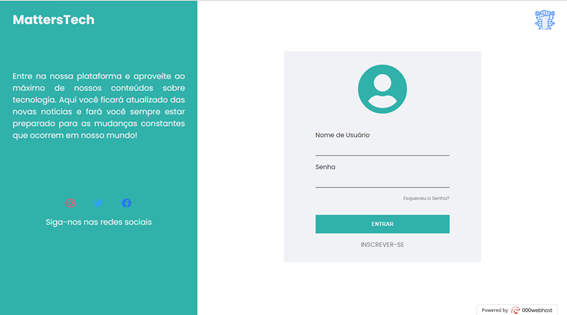 MattersTech
Entre na nossa plataforma e aproveite ao
máximo de nossos conteúdos sobre
tecnologia. Aqui você ficará atualizado das
novas notícias e fará você sempre estar
preparado para as mudanças constantes
que ocorrem em nosso mundo!
Siga-nos nas redes sociais
Nome de Usuário
Senha
Esqueceu a Senha?
ENTRAR
INSCREVER-SE
Powered by 000webhost